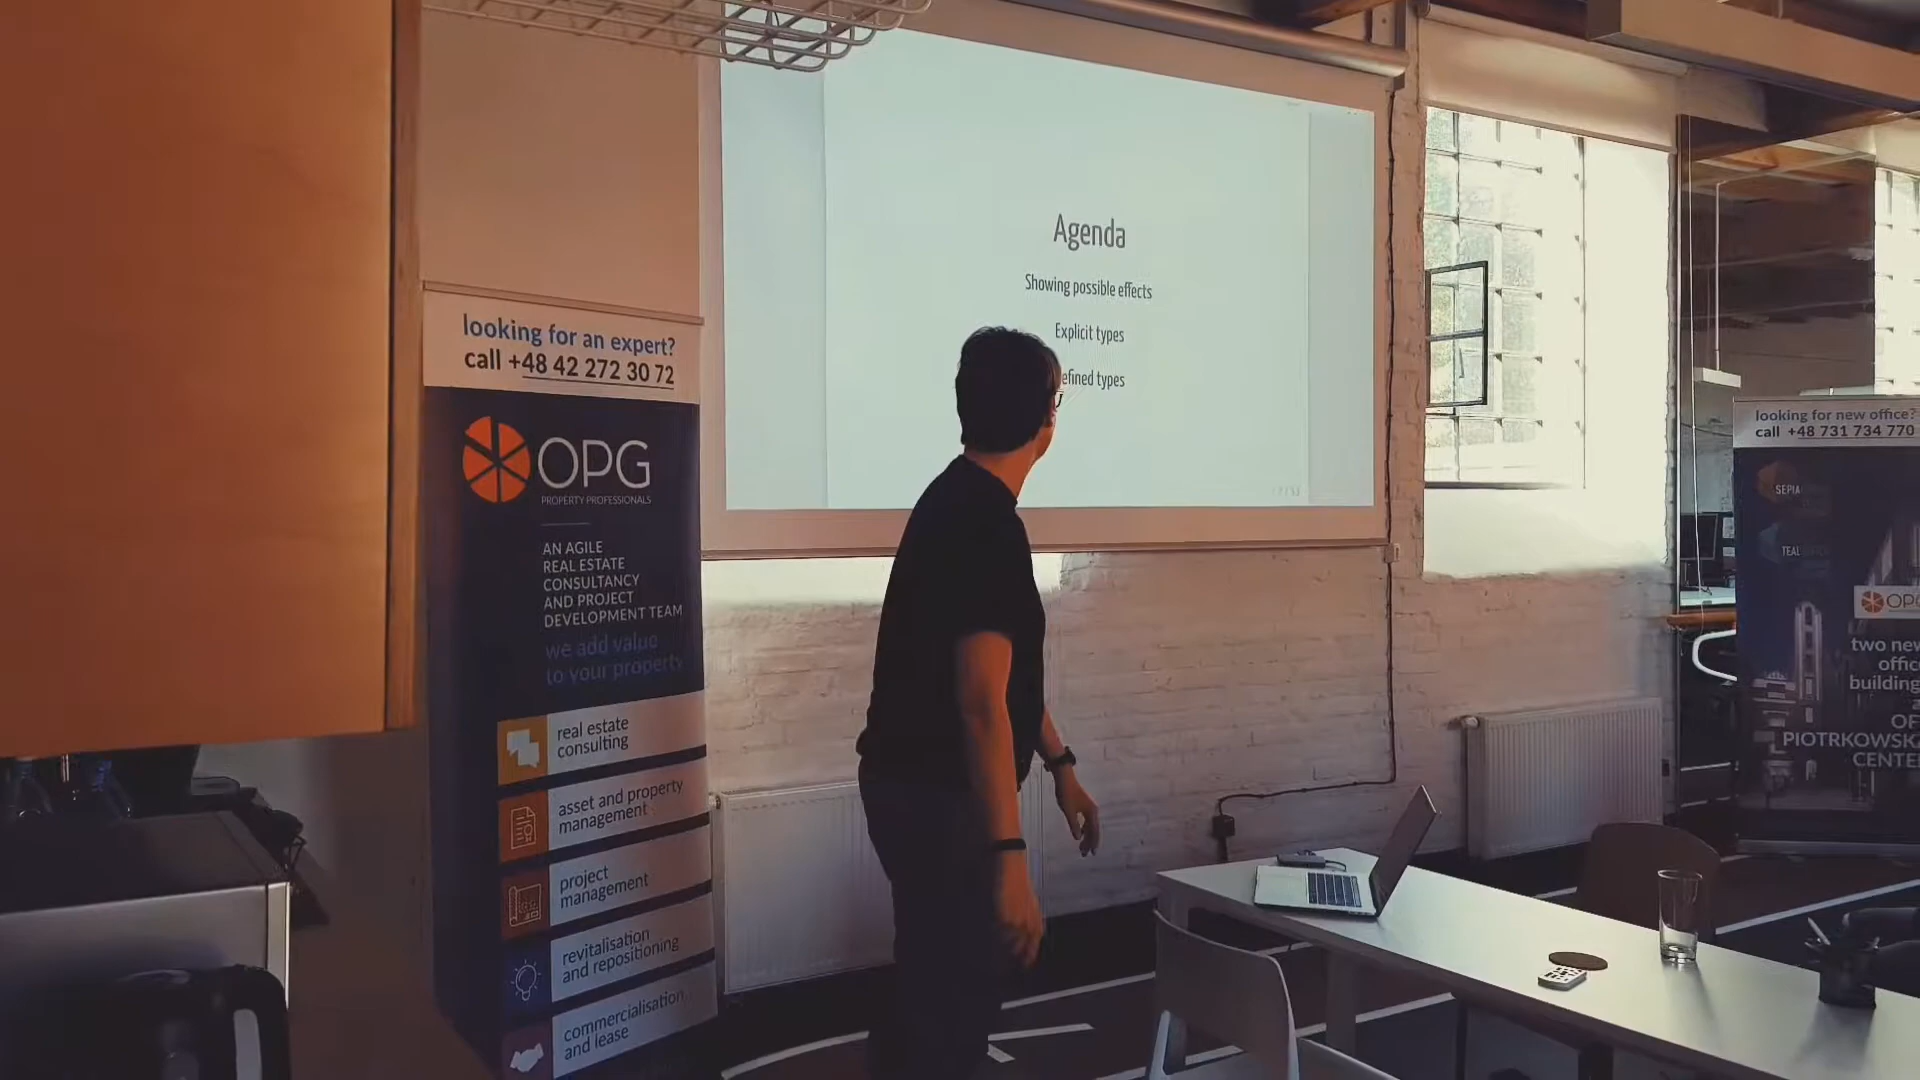 Agenda
Showing possible effects
Explicit types
efined types
looking for an expert?
call +48 42 272 30 72
OPG
PROPERTY PROFESSIONALS
AN AGILE
REAL ESTATE
CONSULTANCY
AND PROJECT
DEVELOPMENT TEAM
we add value
to your property
real estate
consulting
asset and property
management
project
management
revitalisation
and repositioning
commercialisation
and lease
looking for new office?
call +48 731 734 770
SEPIA
TEAL
OPG
two new
offic
building
OF
PIOTRKOWSKA
CENTE